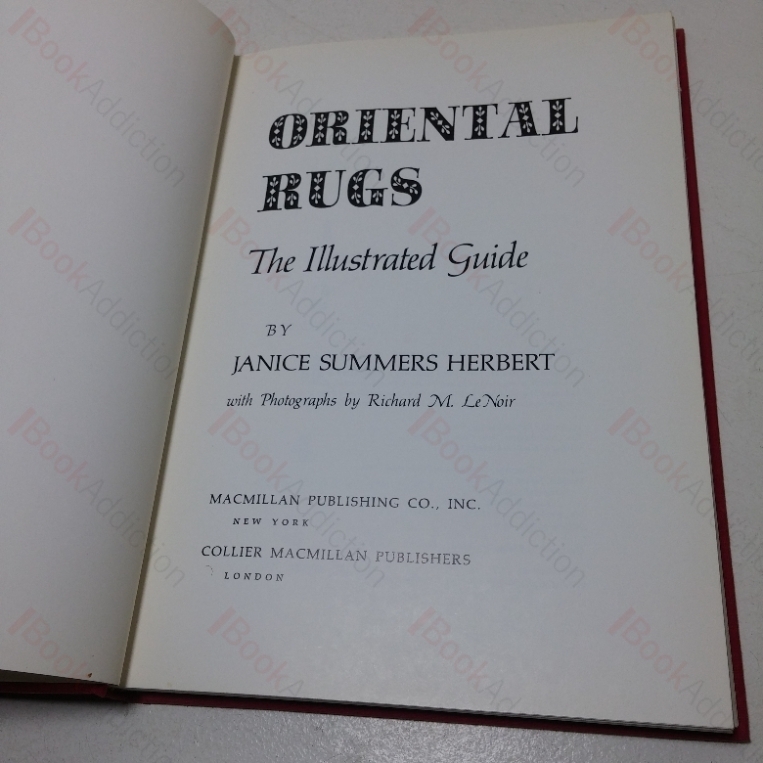 ORIENTAL
RUGS
The Illustrated Guide
BY
JANICE SUMMERS HERBERT
with Photographs by Richard M. LeNoir
MACMILLAN PUBLISHING CO., INC.
NEW YORK
COLLIER MACMILLAN PUBLISHERS
LONDON
BookAddiction